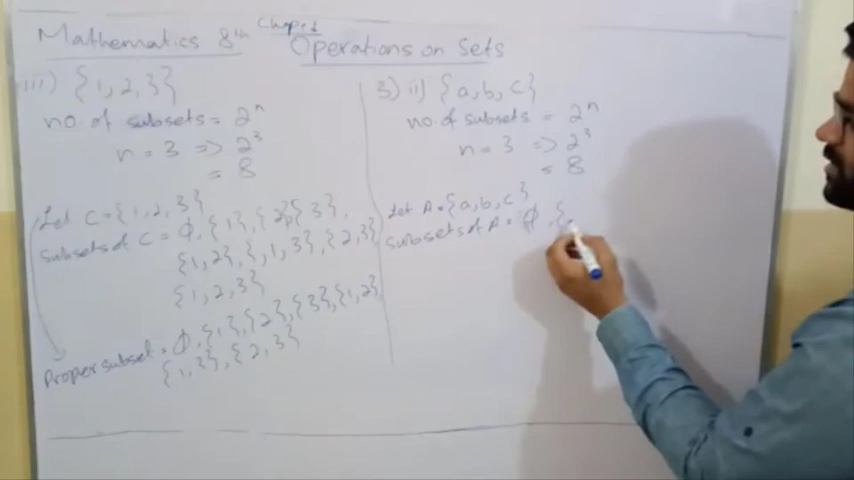 Mathematics 8th Chap:1
Operations on Sets
iii) {1,2,3}
no. of subsets = 2ⁿ
n = 3 => 2³
= 8
Let C = {1,2,3}
subsets of C = Φ, {1}, {2}, {3},
{1,2}, {1,3}, {2,3}
{1,2,3}
Proper subset = Φ, {1}, {2}, {3}, {1,2},
{1,3}, {2,3}
3) ii) {a,b,c}
no. of subsets = 2ⁿ
n = 3 => 2³
= 8
Let A = {a,b,c}
subsets of A = Φ, {